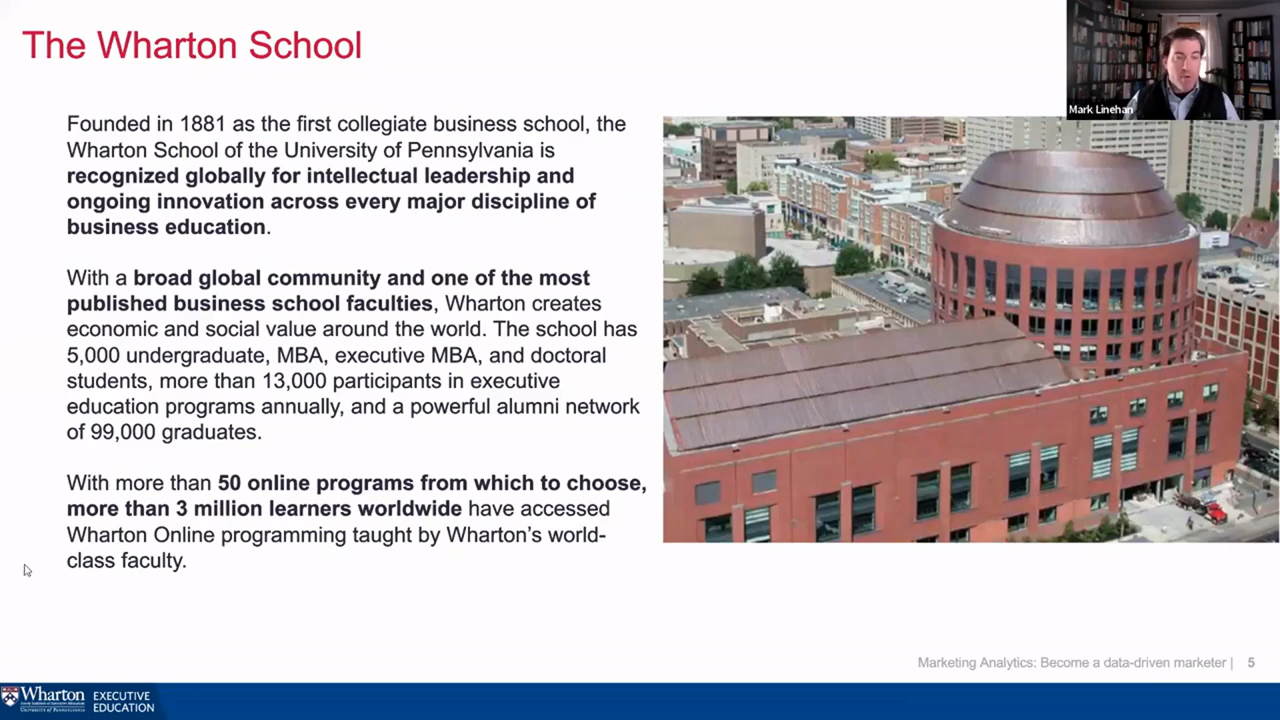 The Wharton School
Mark Linehan
Founded in 1881 as the first collegiate business school, the
Wharton School of the University of Pennsylvania is
recognized globally for intellectual leadership and
ongoing innovation across every major discipline of
business education.
With a broad global community and one of the most
published business school faculties, Wharton creates
economic and social value around the world. The school has
5,000 undergraduate, MBA, executive MBA, and doctoral
students, more than 13,000 participants in executive
education programs annually, and a powerful alumni network
of 99,000 graduates.
With more than 50 online programs from which to choose,
more than 3 million learners worldwide have accessed
Wharton Online programming taught by Wharton's world-
class faculty.
Marketing Analytics: Become a data-driven marketer | 5
Wharton
UNIVERSITY of PENNSYLVANIA
EXECUTIVE
EDUCATION